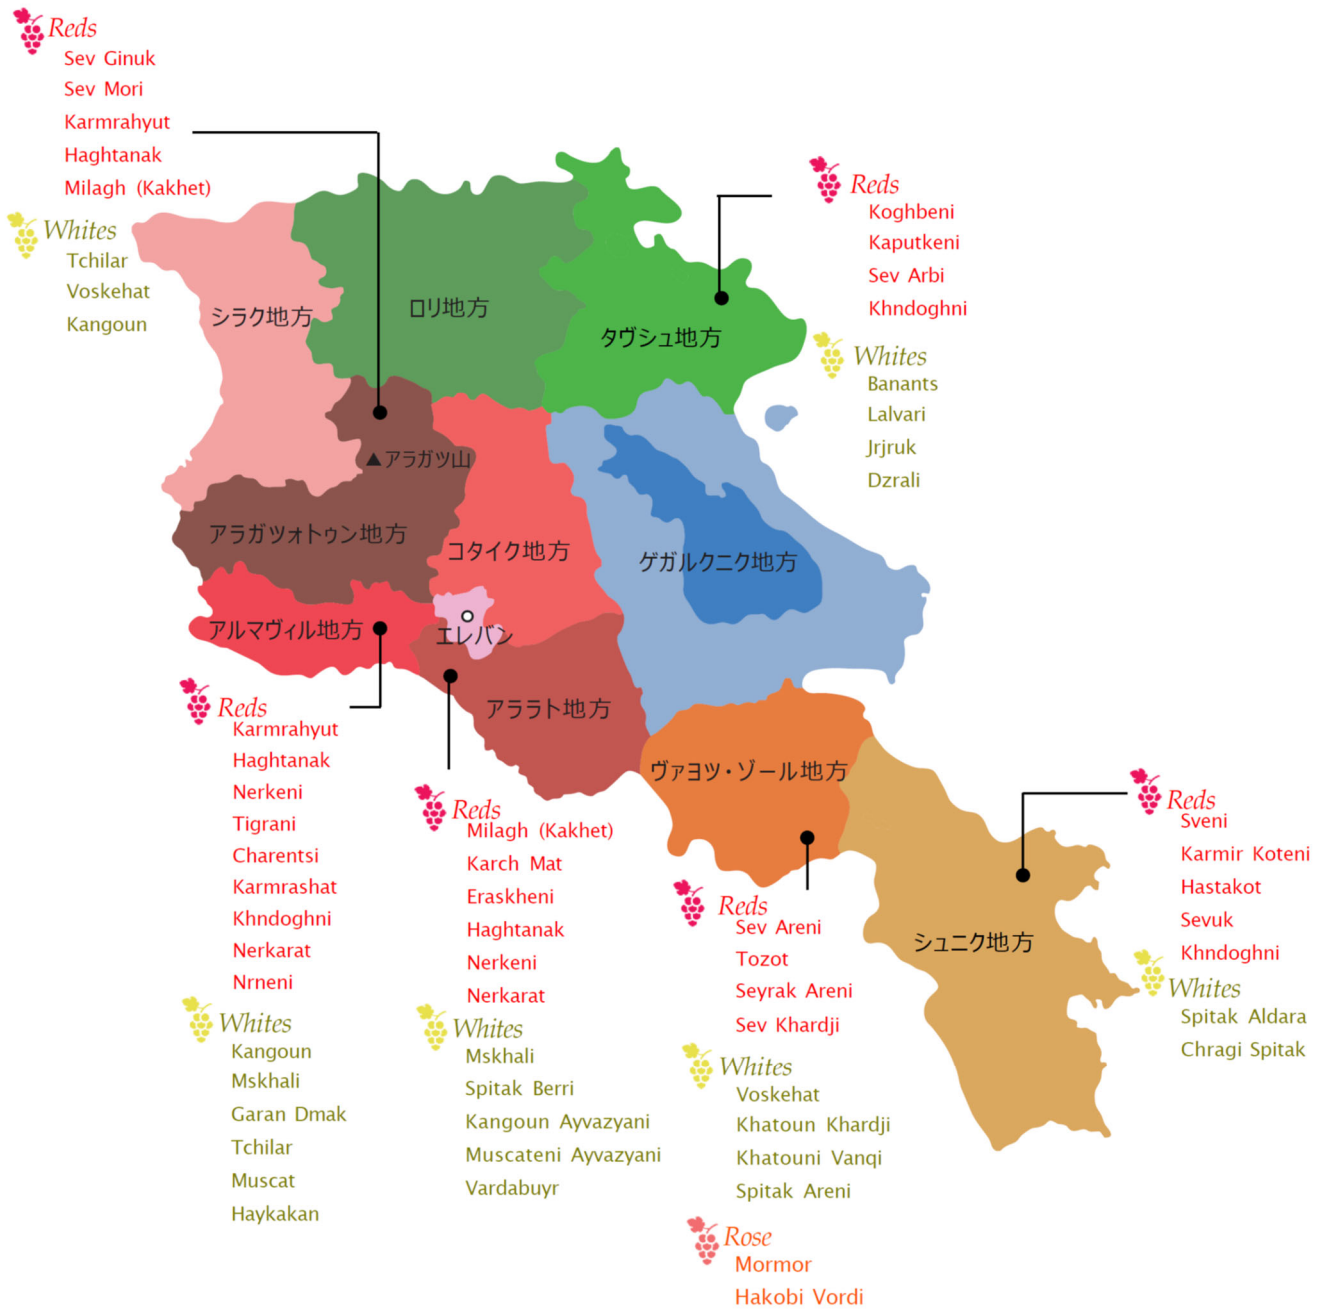 Reds
Sev Ginuk
Sev Mori
Karmrahyut
Haghtanak
Milagh (Kakhet)
Whites
Tchilar
Voskehat
Kangoun
Reds
Koghbeni
Kaputkeni
Sev Arbi
Khndoghni
Whites
Banants
Lalvari
Jrjruk
Dzrali
シラク地方
ロリ地方
タヴシュ地方
▲アラガツ山
アラガツォトゥン地方
コタイク地方
ゲガルクニク地方
アルマヴィル地方
エレバン
アララト地方
ヴァヨツ・ゾール地方
シュニク地方
Reds
Karmrahyut
Haghtanak
Nerkeni
Tigrani
Charentsi
Karmrashat
Khndoghni
Nerkarat
Nrneni
Whites
Kangoun
Mskhali
Garan Dmak
Tchilar
Muscat
Haykakan
Reds
Milagh (Kakhet)
Karch Mat
Eraskheni
Haghtanak
Nerkeni
Nerkarat
Whites
Mskhali
Spitak Berri
Kangoun Ayvazyani
Muscateni Ayvazyani
Vardabuyr
Reds
Sev Areni
Tozot
Seyrak Areni
Sev Khardji
Whites
Voskehat
Khatoun Khardji
Khatouni Vanqi
Spitak Areni
Rose
Mormor
Hakobi Vordi
Reds
Sveni
Karmir Koteni
Hastakot
Sevuk
Khndoghni
Whites
Spitak Aldara
Chragi Spitak